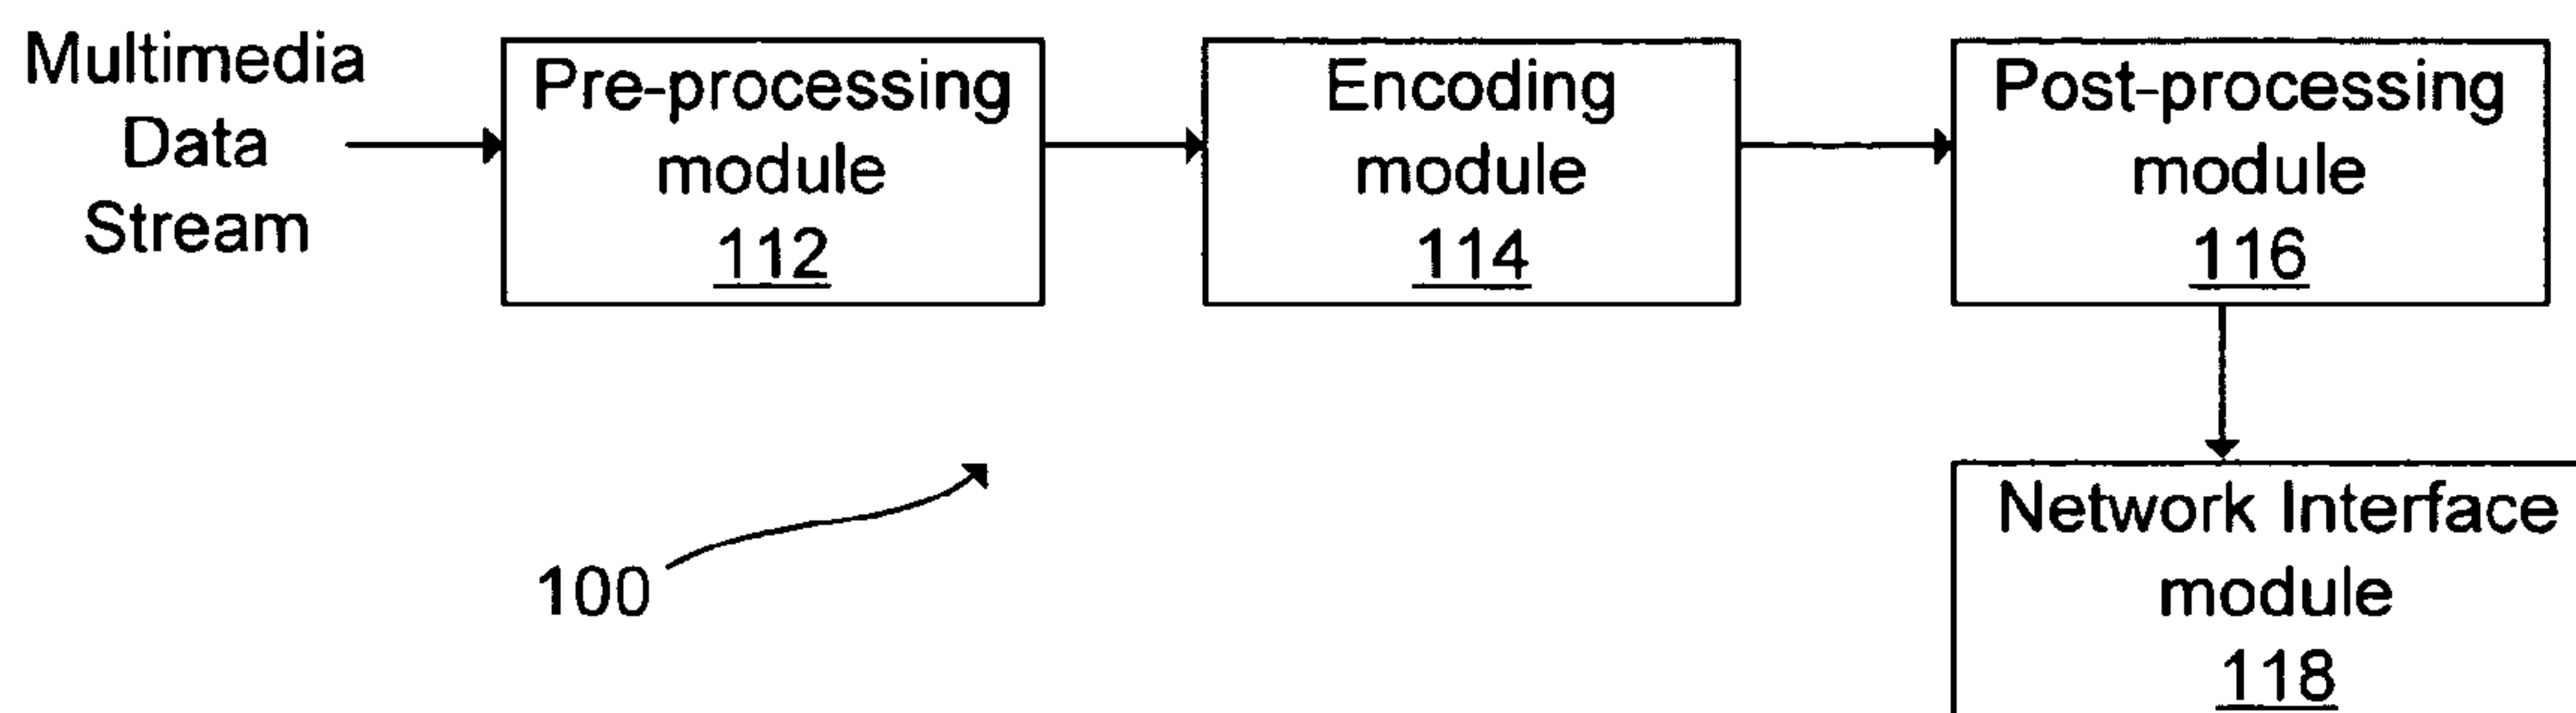 Multimedia
Data
Stream
Pre-processing
module
112
Encoding
module
114
Post-processing
module
116
Network Interface
module
118
100